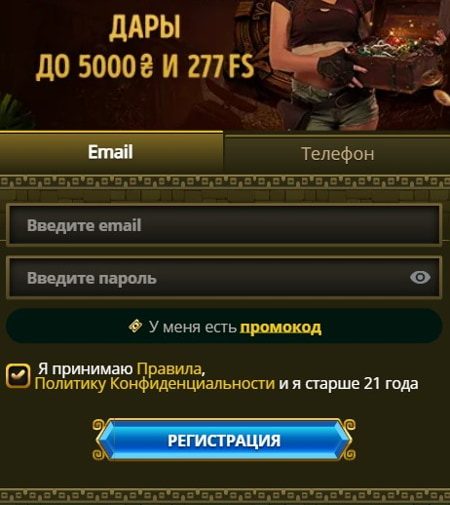 ДАРЫ
ДО 5000 ₴ И 277 FS
Email
Телефон
Введите email
Введите пароль
У меня есть промокод
Я принимаю Правила,
Политику Конфиденциальности и я старше 21 года
РЕГИСТРАЦИЯ